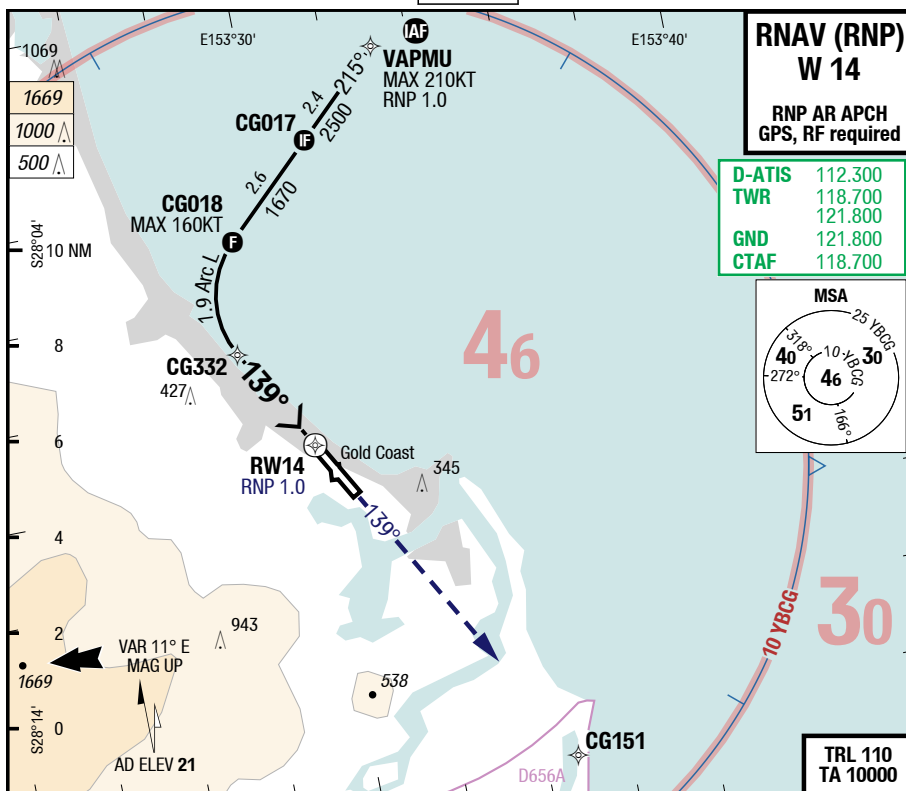 RNAV (RNP)
W 14
RNP AR APCH
GPS, RF required
D-ATIS 112.300
TWR 118.700
121.800
GND 121.800
CTAF 118.700
MSA
25 YBCG
318°
10 YBCG
40
30
272°
46
51
166°
E153°30'
E153°40'
1069
1669
1000
500
IAF
VAPMU
MAX 210KT
RNP 1.0
215°
2.4
2500
CG017
IF
2.6
1670
CG018
MAX 160KT
F
S28°04'
10 NM
1.9 Arc L
46
8
CG332
139°
427
6
RW14
RNP 1.0
Gold Coast
345
139°
4
10 YBCG
30
2
943
VAR 11° E
MAG UP
1669
538
S28°14'
0
AD ELEV 21
CG151
D656A
TRL 110
TA 10000